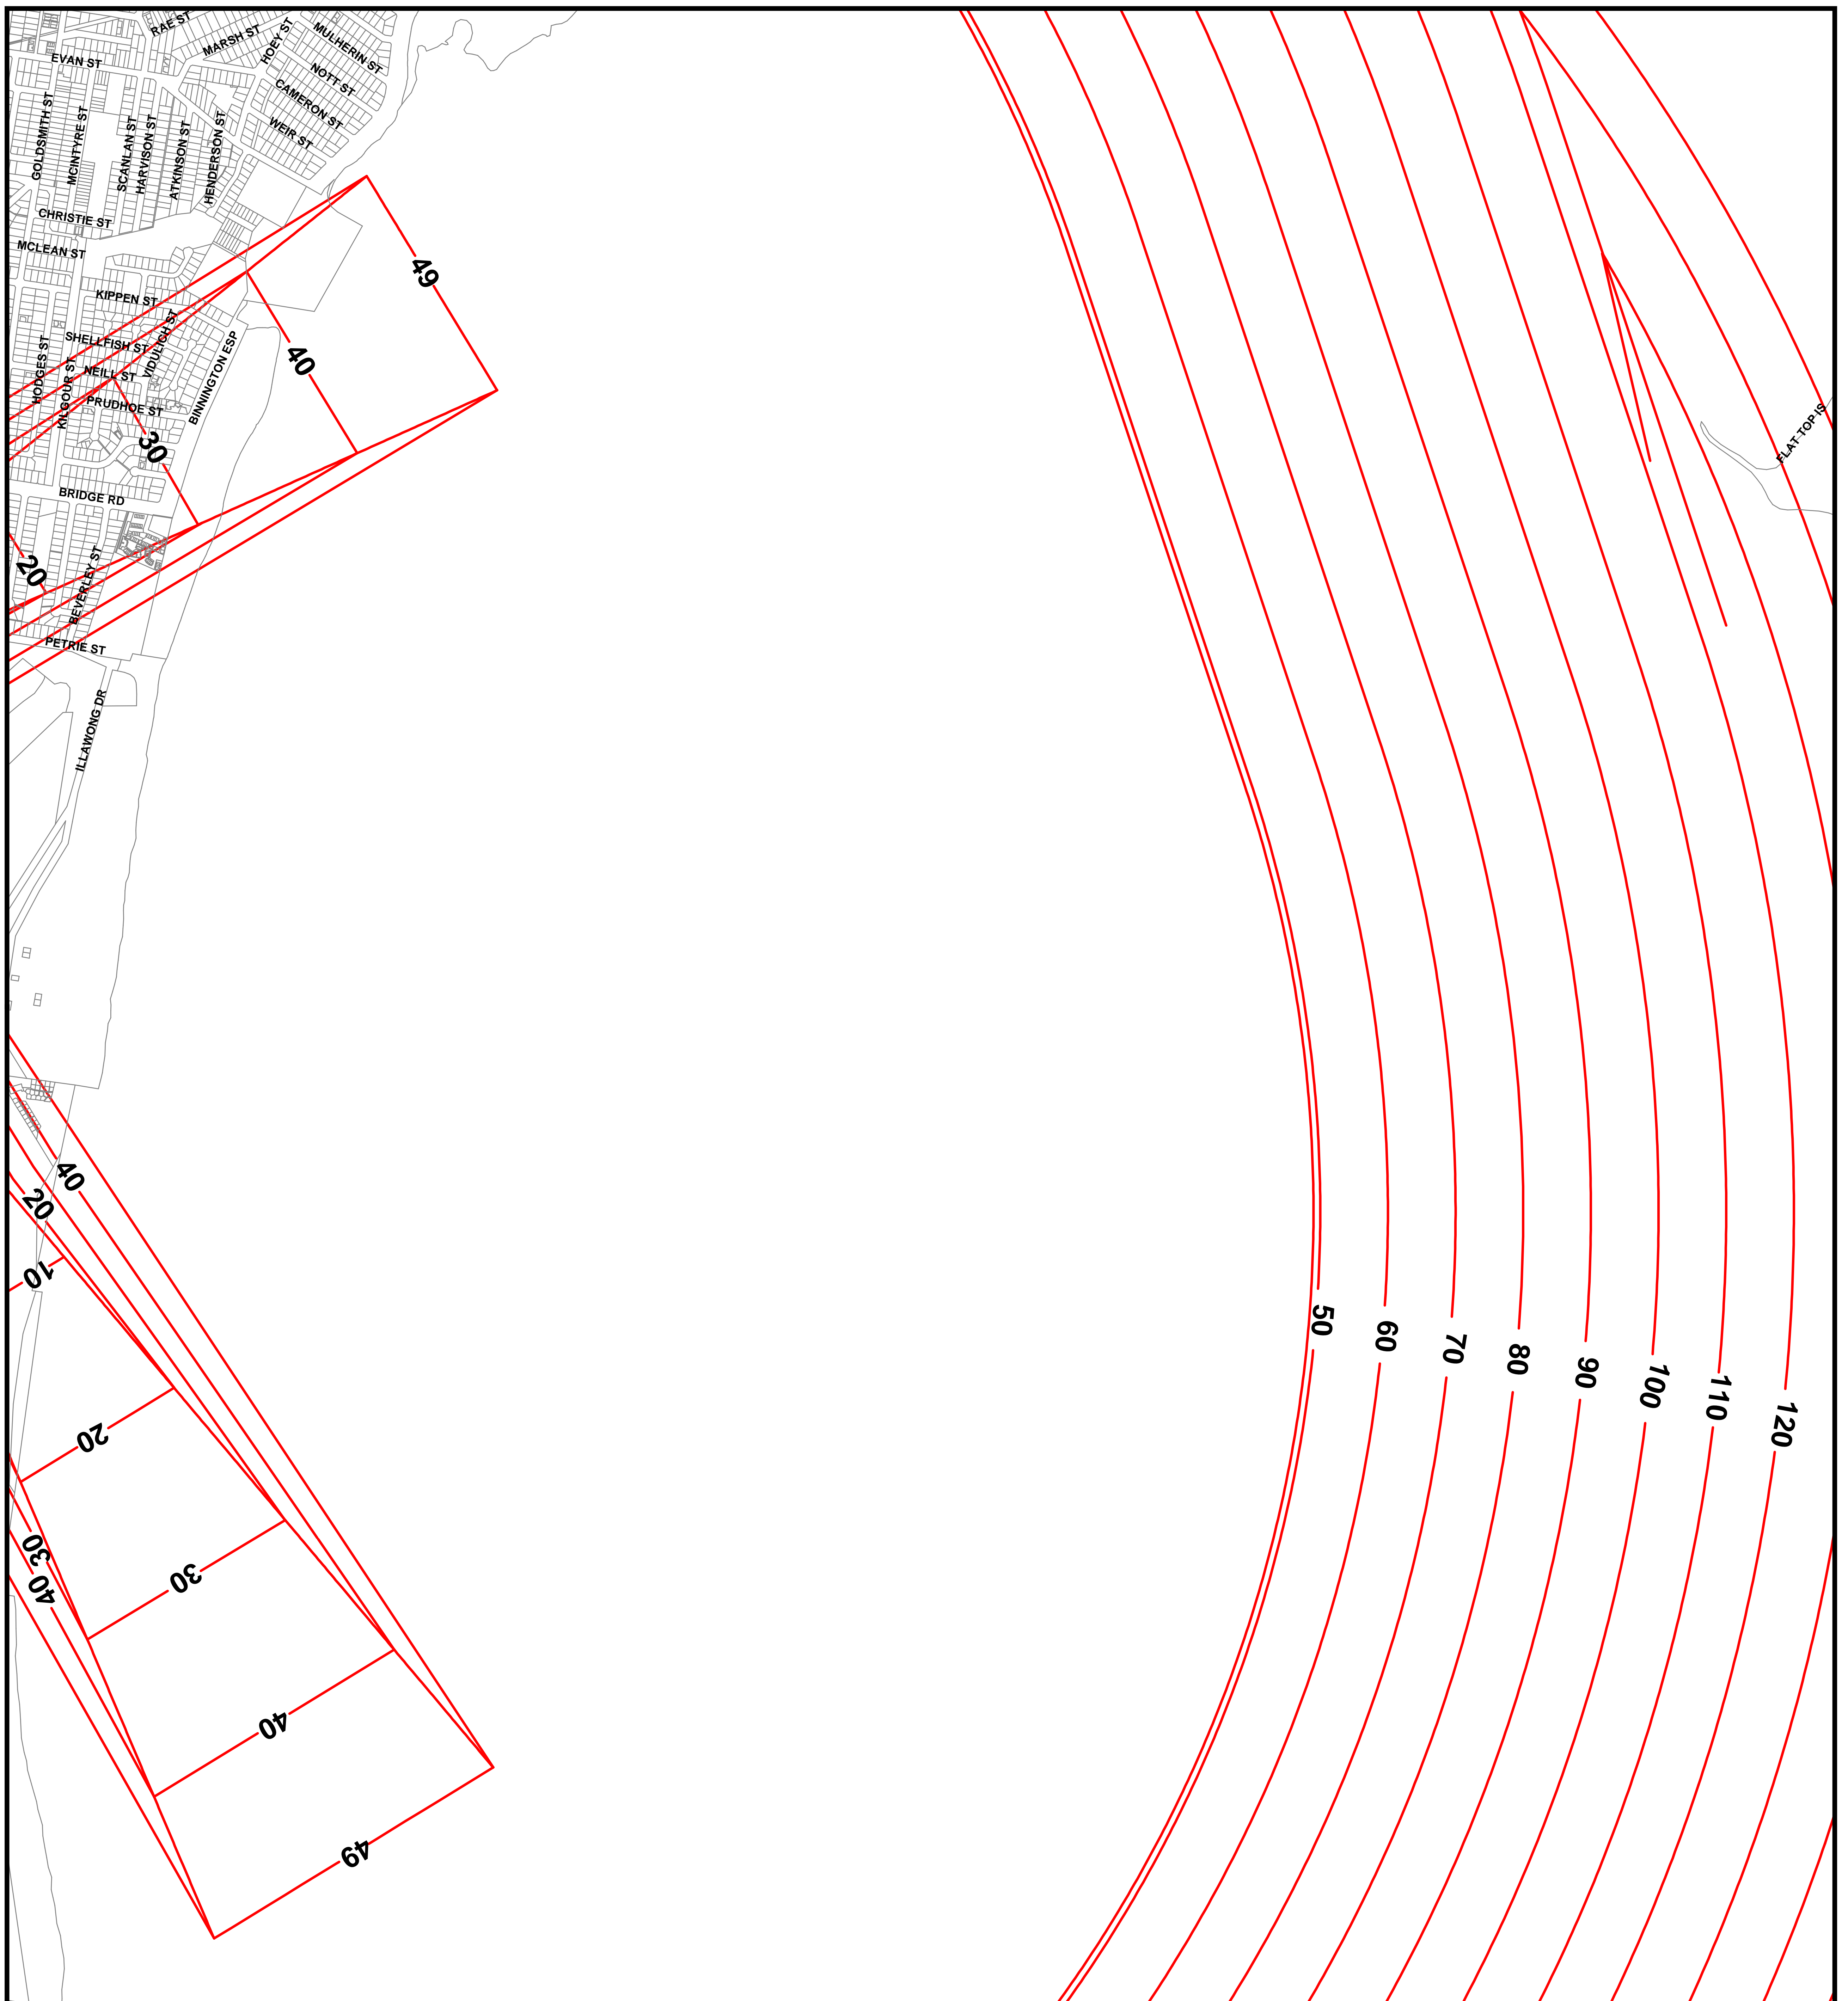 RAE ST
MARSH ST
HOEY ST
MULHERIN ST
EVAN ST
NOTT ST
CAMERON ST
WEIR ST
GOLDSMITH ST
MCINTYRE ST
SCANLAN ST
HARVISON ST
ATKINSON ST
HENDERSON ST
CHRISTIE ST
MCLEAN ST
49
KIPPEN ST
SHELLFISH ST
VIDULICH ST
BINNINGTON ESP
40
HODGES ST
KILGOUR ST
NEILL ST
PRUDHOE ST
30
FLAT TOP IS
BRIDGE RD
20
BEVERLEY ST
PETRIE ST
ILLAWONG DR
40
20
10
50
60
70
80
90
100
110
120
20
30
30
40
40
49